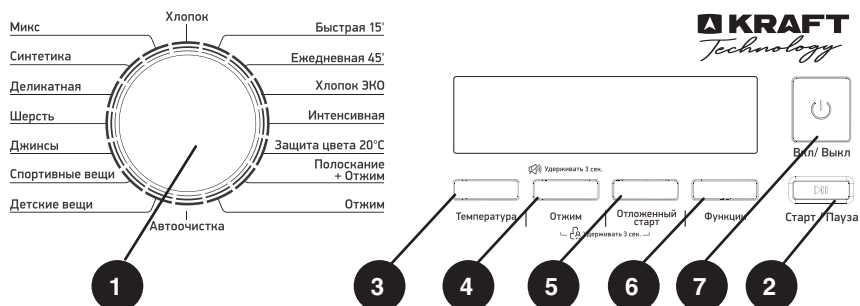 Хлопок
Микс
Синтетика
Деликатная
Шерсть
Джинсы
Спортивные вещи
Детские вещи
Быстрая 15'
Ежедневная 45'
Хлопок ЭКО
Интенсивная
Защита цвета 20°C
Полоскание
+ Отжим
Отжим
Автоочистка
KRAFT
Technology
Удерживать 3 сек.
Температура
Отжим
Отложенный
старт
Функции
Удерживать 3 сек.
Вкл/ Выкл
Старт / Пауза
1
3
4
5
6
7
2